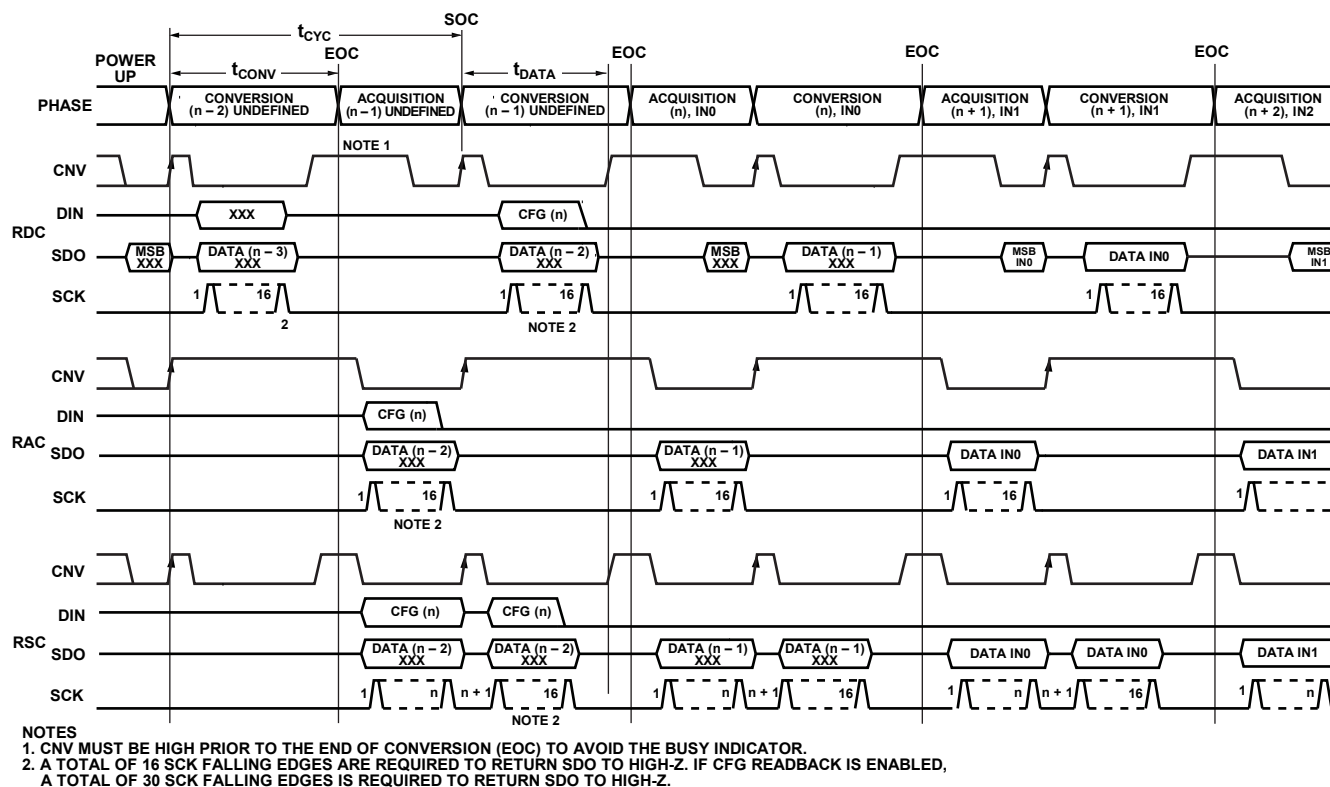 SOC
tCYC
EOC EOC EOC EOC
POWER
UP
tCONV tDATA
PHASE
CONVERSION
(n – 2) UNDEFINED
ACQUISITION
(n – 1) UNDEFINED
CONVERSION
(n – 1) UNDEFINED
ACQUISITION
(n), IN0
CONVERSION
(n), IN0
ACQUISITION
(n + 1), IN1
CONVERSION
(n + 1), IN1
ACQUISITION
(n + 2), IN2
NOTE 1
CNV
DIN XXX CFG (n)
RDC
SDO
MSB
XXX
DATA (n – 3)
XXX
DATA (n – 2)
XXX
MSB
XXX
DATA (n – 1)
XXX
MSB
IN0
DATA IN0
MSB
IN1
SCK 1 16 1 16 1 16 1 16
2 NOTE 2
CNV
DIN CFG (n)
RAC
SDO
DATA (n – 2)
XXX
DATA (n – 1)
XXX
DATA IN0 DATA IN1
SCK 1 16 1 16 1 16 1
NOTE 2
CNV
DIN CFG (n) CFG (n)
RSC
SDO
DATA (n – 2)
XXX
DATA (n – 2)
XXX
DATA (n – 1)
XXX
DATA (n – 1)
XXX
DATA IN0 DATA IN0 DATA IN1
SCK 1 n n + 1 16 1 n n + 1 16 1 n n + 1 16 1 n
NOTE 2
NOTES
1. CNV MUST BE HIGH PRIOR TO THE END OF CONVERSION (EOC) TO AVOID THE BUSY INDICATOR.
2. A TOTAL OF 16 SCK FALLING EDGES ARE REQUIRED TO RETURN SDO TO HIGH-Z. IF CFG READBACK IS ENABLED,
A TOTAL OF 30 SCK FALLING EDGES IS REQUIRED TO RETURN SDO TO HIGH-Z.